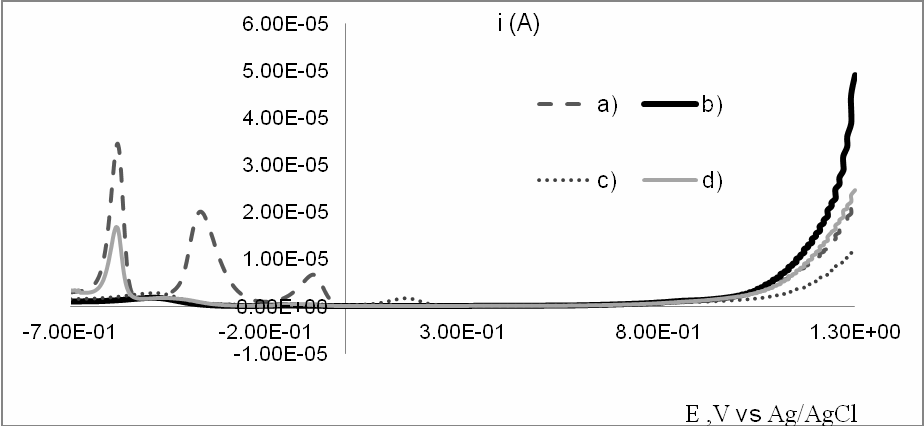 6.00E-05
i (A)
5.00E-05
4.00E-05
a)
b)
3.00E-05
c)
d)
2.00E-05
1.00E-05
0.00E+00
-7.00E-01
-2.00E-01
3.00E-01
8.00E-01
1.30E+00
-1.00E-05
E ,V vs Ag/AgCl